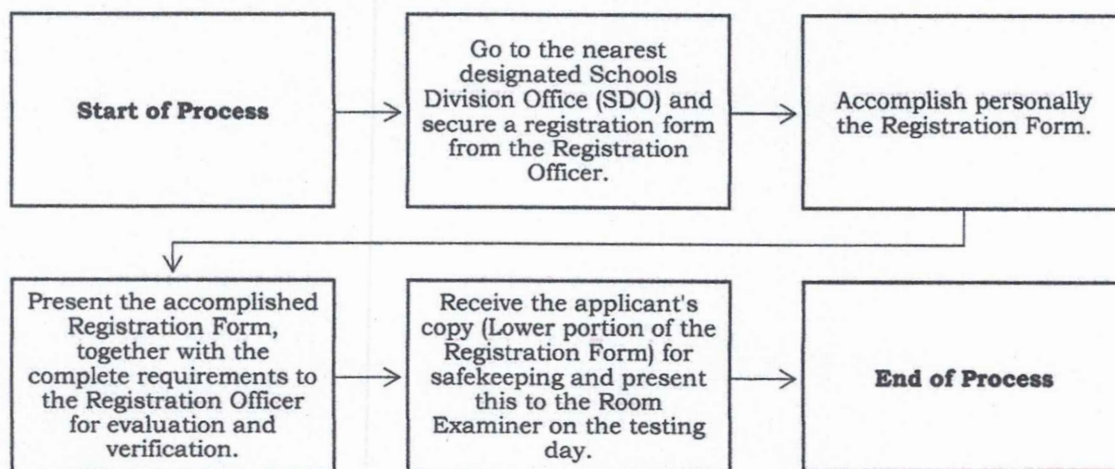 Start of Process
Go to the nearest
designated Schools
Division Office (SDO) and
secure a registration form
from the Registration
Officer.
Accomplish personally
the Registration Form.
Present the accomplished
Registration Form,
together with the
complete requirements to
the Registration Officer
for evaluation and
verification.
Receive the applicant's
copy (Lower portion of the
Registration Form) for
safekeeping and present
this to the Room
Examiner on the testing
day.
End of Process